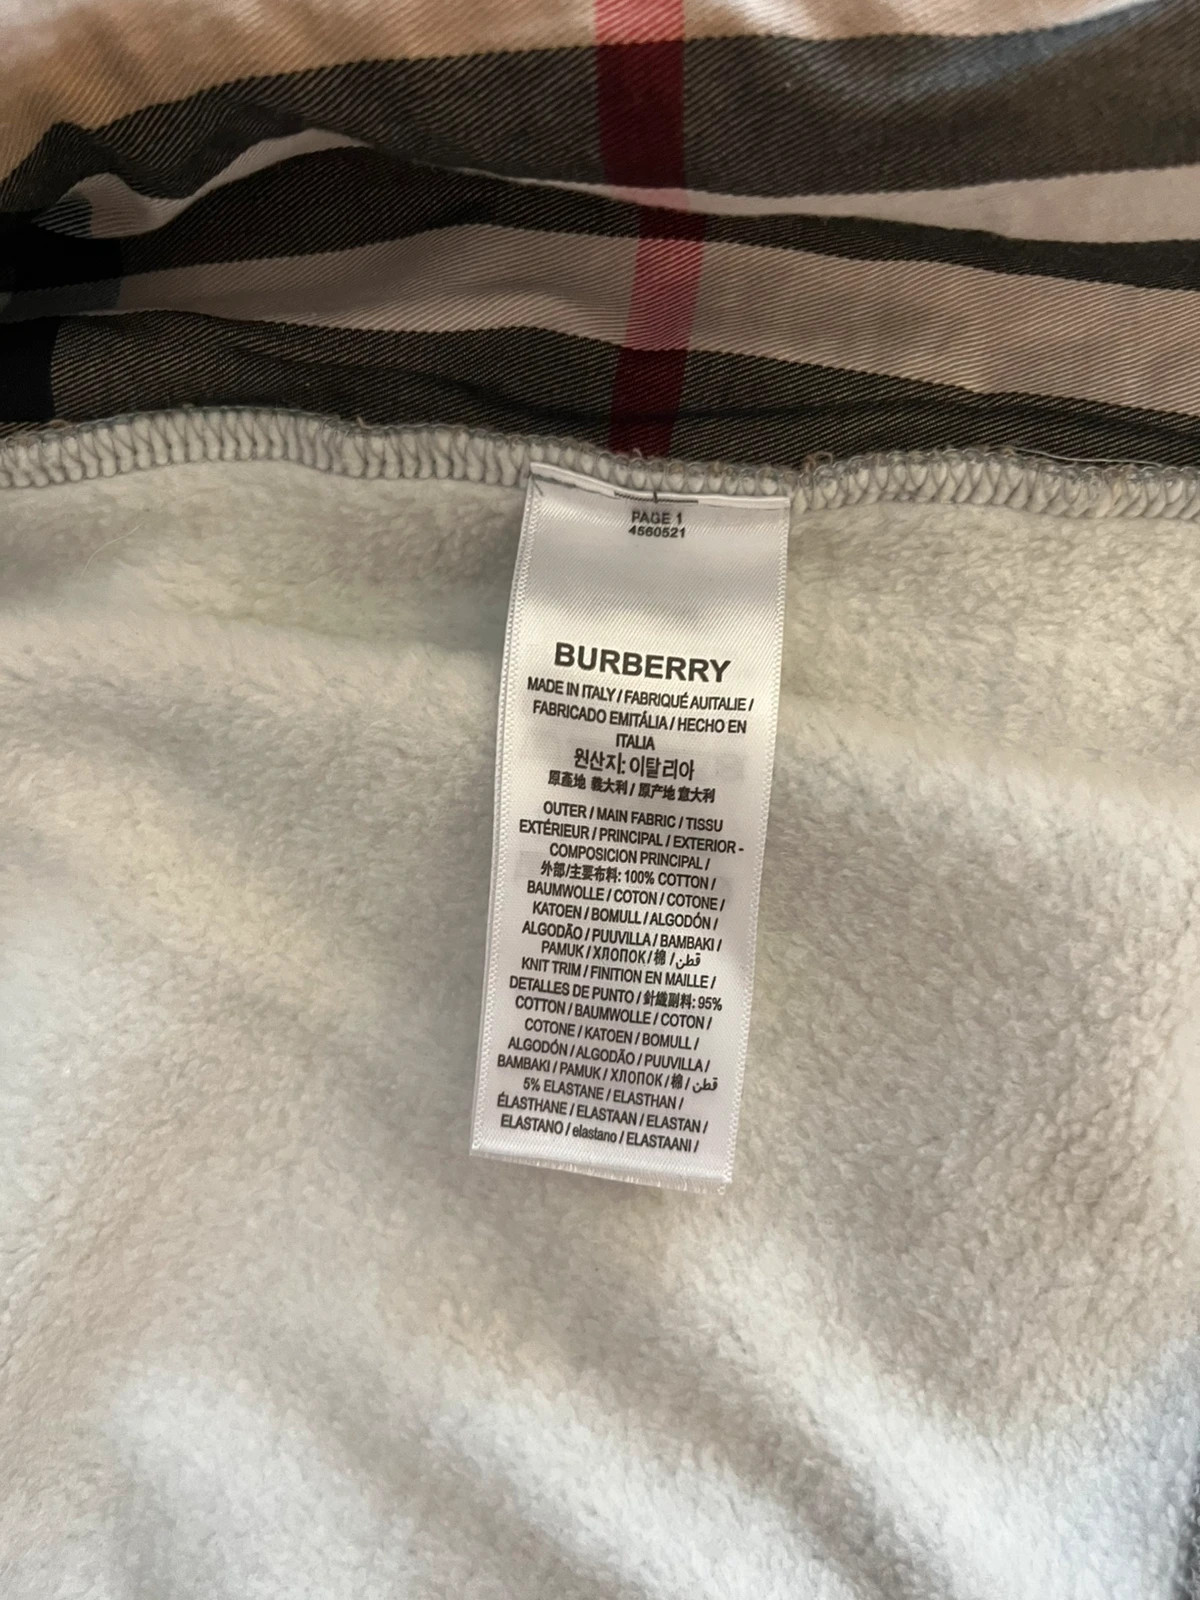 PAGE 1
4560521
BURBERRY
MADE IN ITALY / FABRIQUÉ AUITALIE /
FABRICADO EMITÁLIA / HECHO EN
ITALIA
원산지: 이탈리아
原產地 義大利 / 原产地 意大利
OUTER / MAIN FABRIC / TISSU
EXTÉRIEUR / PRINCIPAL / EXTERIOR -
COMPOSICION PRINCIPAL /
外部/主要布料: 100% COTTON /
BAUMWOLLE / COTON / COTONE /
KATOEN / BOMULL / ALGODÓN /
ALGODÃO / PUUVILLA / BAMBAKI /
PAMUK / ХЛОПОК / 棉 / قطن
KNIT TRIM / FINITION EN MAILLE /
DETALLES DE PUNTO / 針織副料: 95%
COTTON / BAUMWOLLE / COTON /
COTONE / KATOEN / BOMULL /
ALGODÓN / ALGODÃO / PUUVILLA /
BAMBAKI / PAMUK / ХЛОПОК / 棉 / قطن
5% ELASTANE / ELASTHAN /
ÉLASTHANE / ELASTAAN / ELASTAN /
ELASTANO / elastano / ELASTAANI /